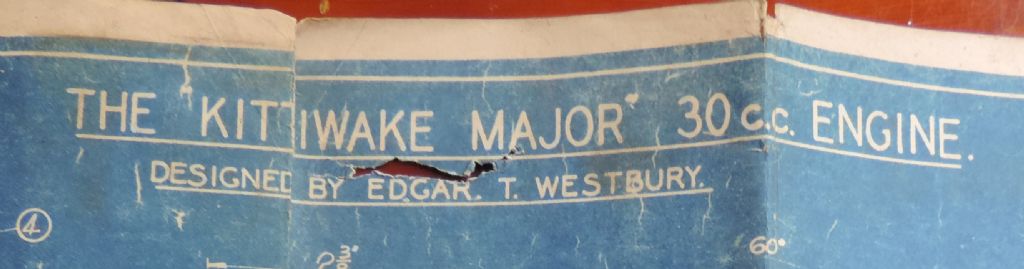 THE "KITTIWAKE MAJOR" 30 C.C. ENGINE.
DESIGNED BY EDGAR. T. WESTBURY.
4
60°